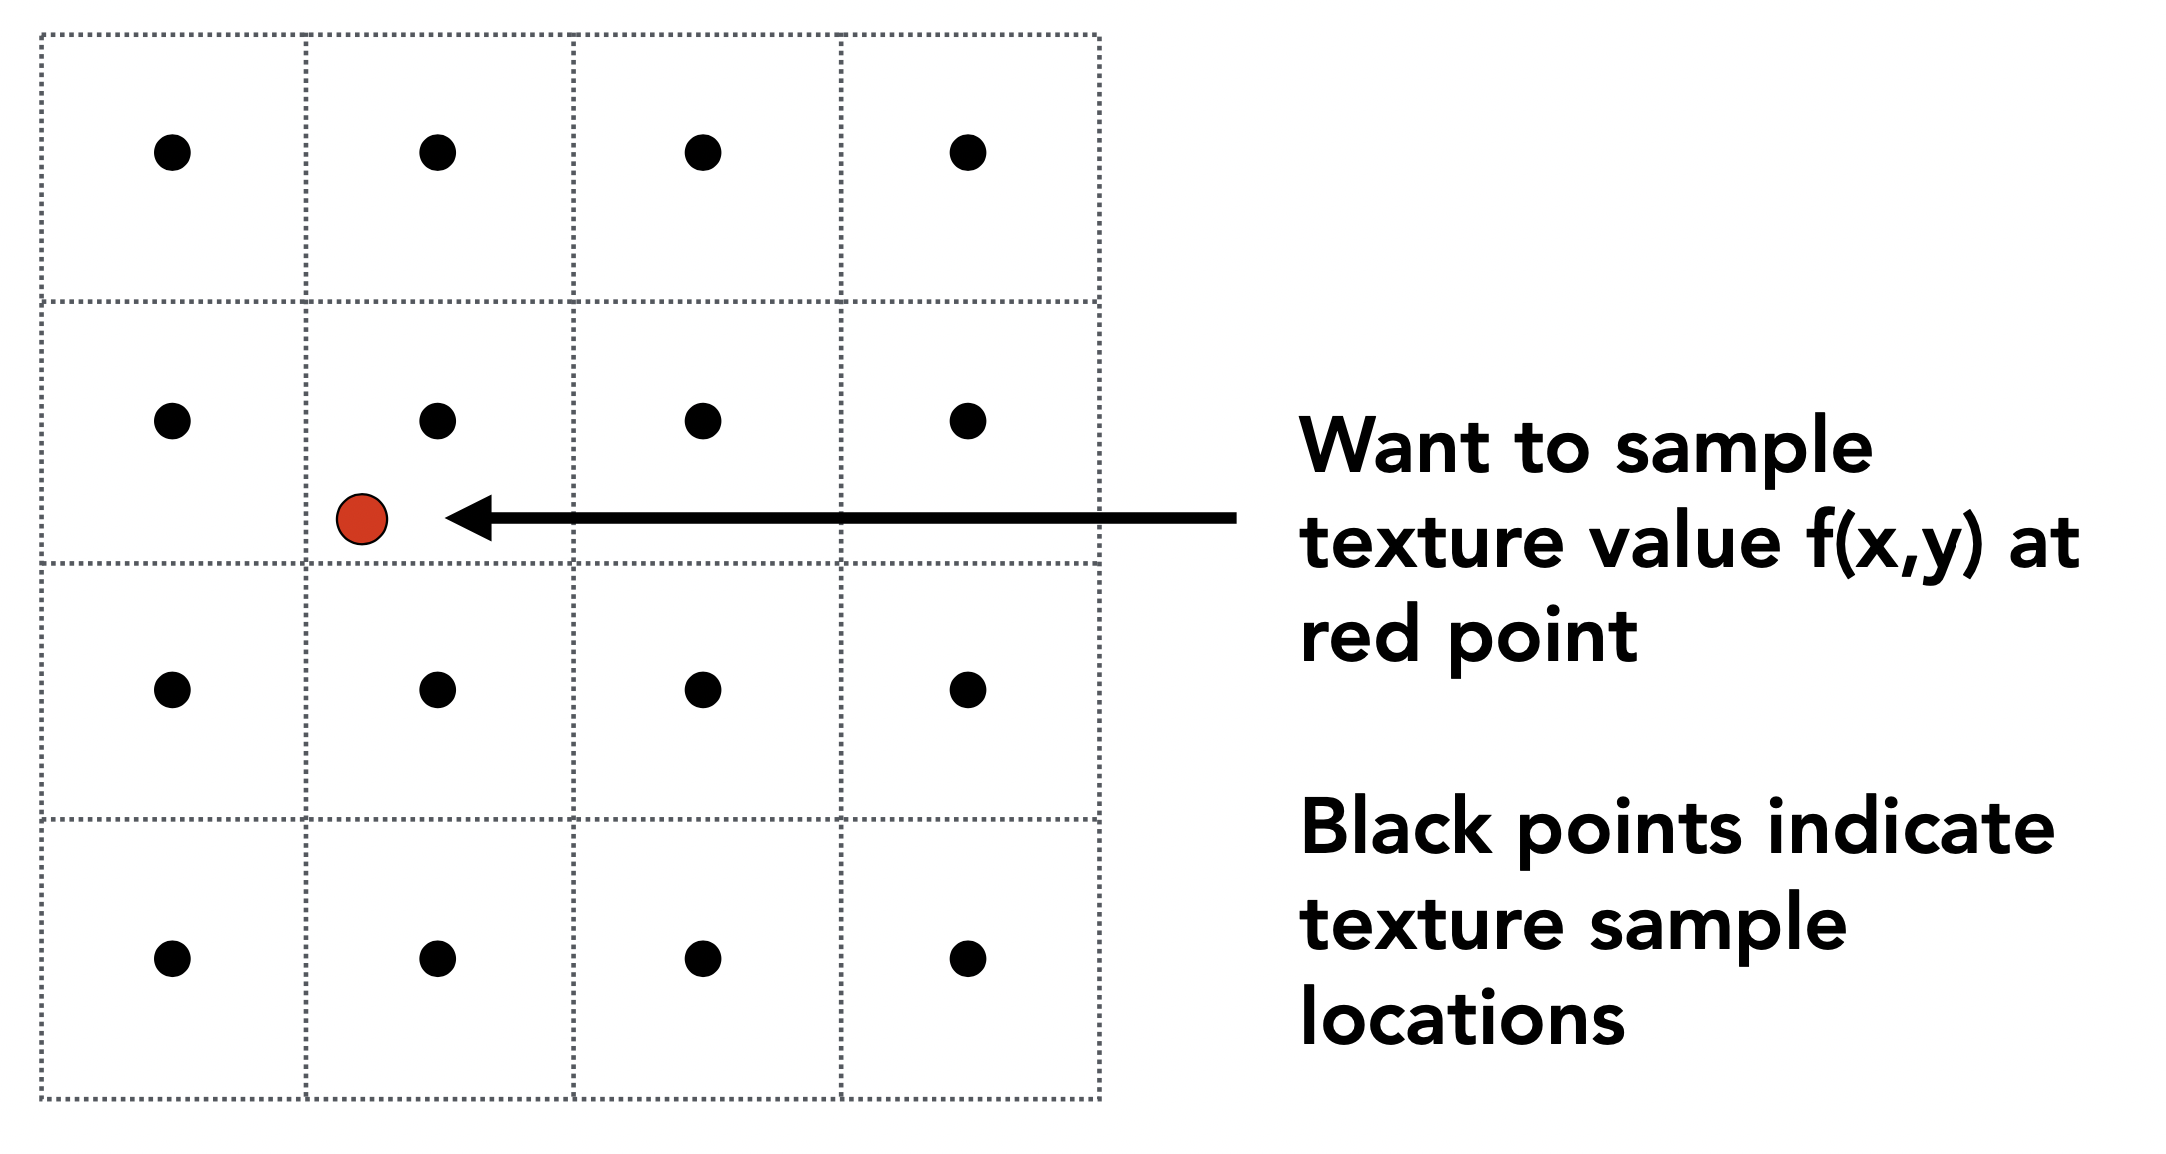 Want to sample
texture value f(x,y) at
red point
Black points indicate
texture sample
locations